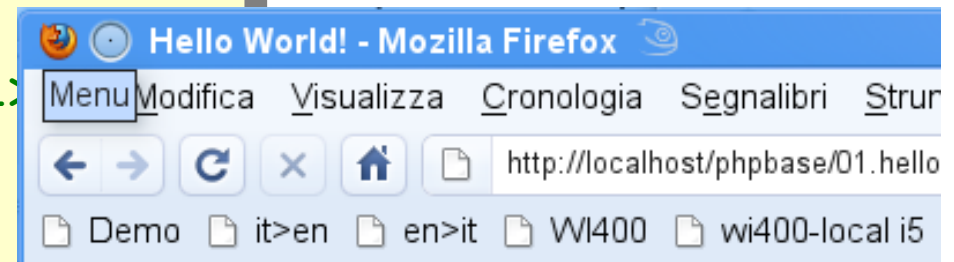 Hello World! - Mozilla Firefox
Menu Modifica Visualizza Cronologia Segnalibri Strun
http://localhost/phpbase/01.hello
Demo it>en en>it WI400 wi400-local i5